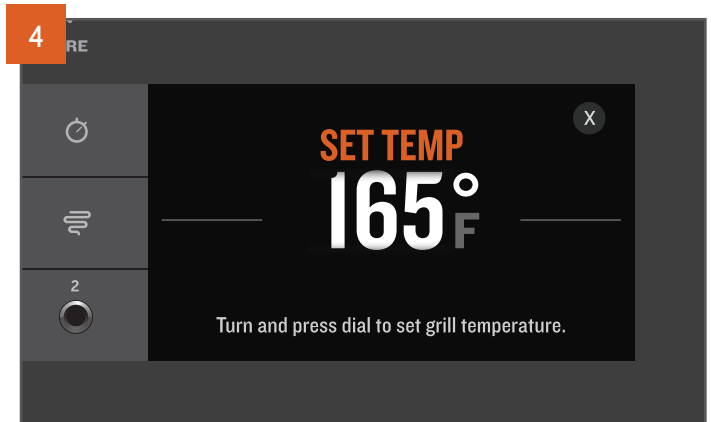 4
RE
X
SET TEMP
165°F
2
Turn and press dial to set grill temperature.